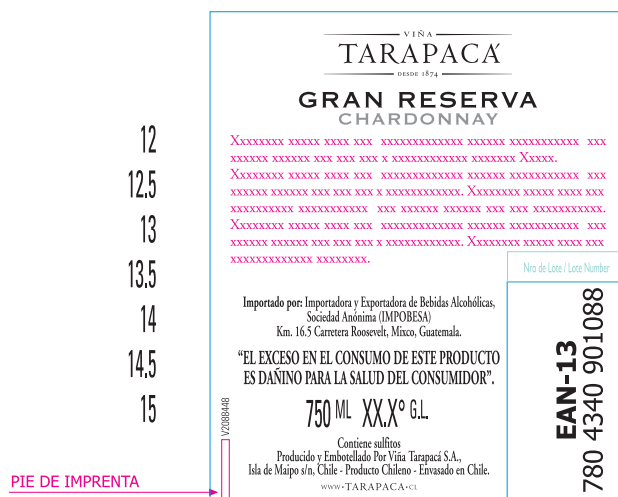 VIÑA
TARAPACÁ
DESDE 1874
GRAN RESERVA
CHARDONNAY
Xxxxxxxx xxxxx xxxx xxx xxxxxxxxxxxxx xxxxxx xxxxxxxxxxx xxx
xxxxxx xxxxxx xxx xxx xxx x xxxxxxxxxxxx xxxxxxx Xxxxx.
Xxxxxxxx xxxxx xxxx xxx xxxxxxxxxxxxx xxxxxx xxxxxxxxxxx xxx
xxxxxx xxxxxx xxx xxx xxx x xxxxxxxxxxxx. Xxxxxxxx xxxxx xxxx xxx
xxxxxxxxxx xxxxxxxxxxx xxx xxxxxx xxxxxx xxx xxx xxxxxxxxxxx.
Xxxxxxxx xxxxx xxxx xxx xxxxxxxxxxxxx xxxxxx xxxxxxxxxxx xxx
xxxxxx xxxxxx xxx xxx xxx x xxxxxxxxxxxx. Xxxxxxxx xxxxx xxxx xxx
xxxxxxxxxxxxx xxxxxxxx.
12
12.5
13
13.5
14
14.5
15
Nro de Lote / Lote Number
Importado por: Importadora y Exportadora de Bebidas Alcohólicas,
Sociedad Anónima (IMPOBESA)
Km. 16.5 Carretera Roosevelt, Mixco, Guatemala.
“EL EXCESO EN EL CONSUMO DE ESTE PRODUCTO
ES DAÑINO PARA LA SALUD DEL CONSUMIDOR”.
750 ML XX.X° G.L.
Contiene sulfitos
Producido y Embotellado Por Viña Tarapacá S.A.,
Isla de Maipo s/n, Chile - Producto Chileno - Envasado en Chile.
WWW·TARAPACA·CL
V2088448
EAN-13
780 4340 901088
PIE DE IMPRENTA